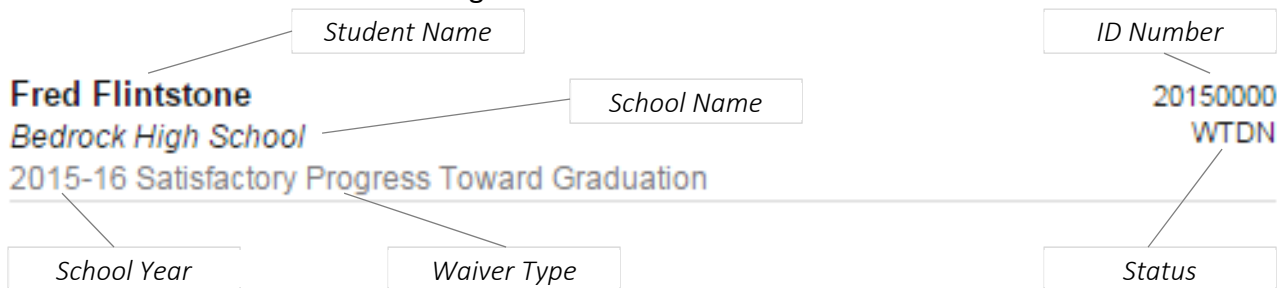 Student Name
ID Number
Fred Flintstone
School Name
20150000
Bedrock High School
WTDN
2015-16 Satisfactory Progress Toward Graduation
School Year
Waiver Type
Status